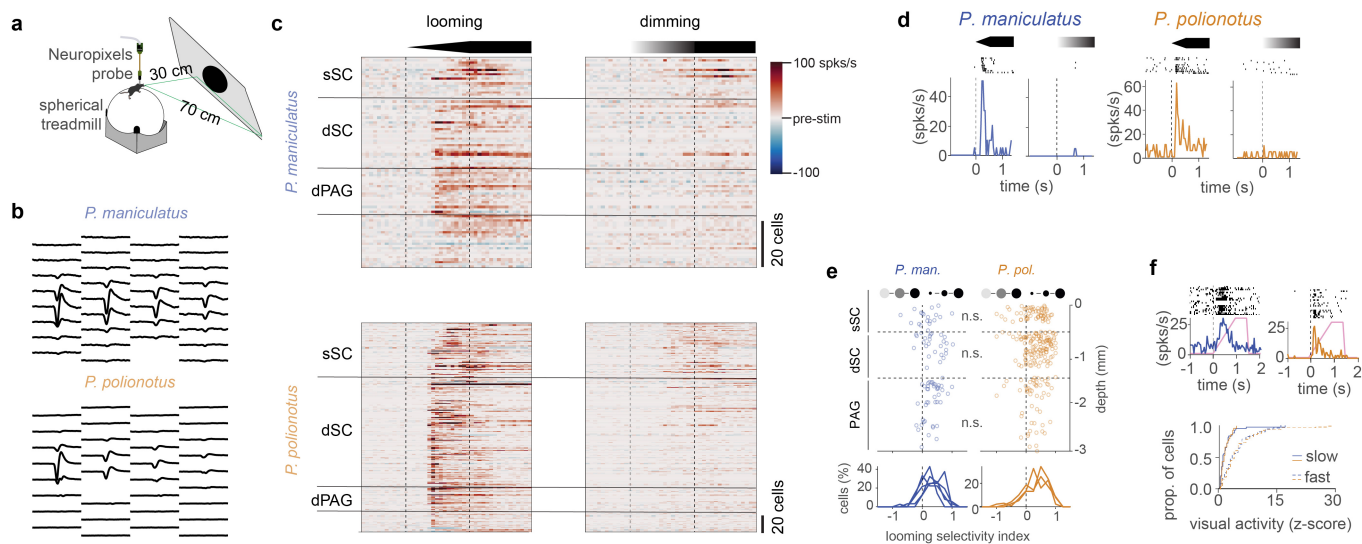 a
Neuropixels
probe
30 cm
spherical
treadmill
70 cm
b
P. maniculatus
P. polionotus
c
looming
dimming
P. maniculatus
sSC
dSC
dPAG
100 spks/s
pre-stim
-100
20 cells
P. polionotus
sSC
dSC
dPAG
20 cells
d
P. maniculatus
P. polionotus
(spks/s)
40
20
0
0
1
0
1
time (s)
(spks/s)
60
40
20
0
0
1
0
1
time (s)
e
P. man.
P. pol.
sSC
dSC
PAG
n.s.
n.s.
n.s.
0
-1
-2
-3
depth (mm)
cells (%)
40
20
0
-1
0
1
20
0
-1
0
1
looming selectivity index
f
(spks/s)
25
0
-1
0
1
2
time (s)
25
0
-1
0
1
2
time (s)
prop. of cells
1.0
0.5
0.0
0
15
30
slow
fast
visual activity (z-score)